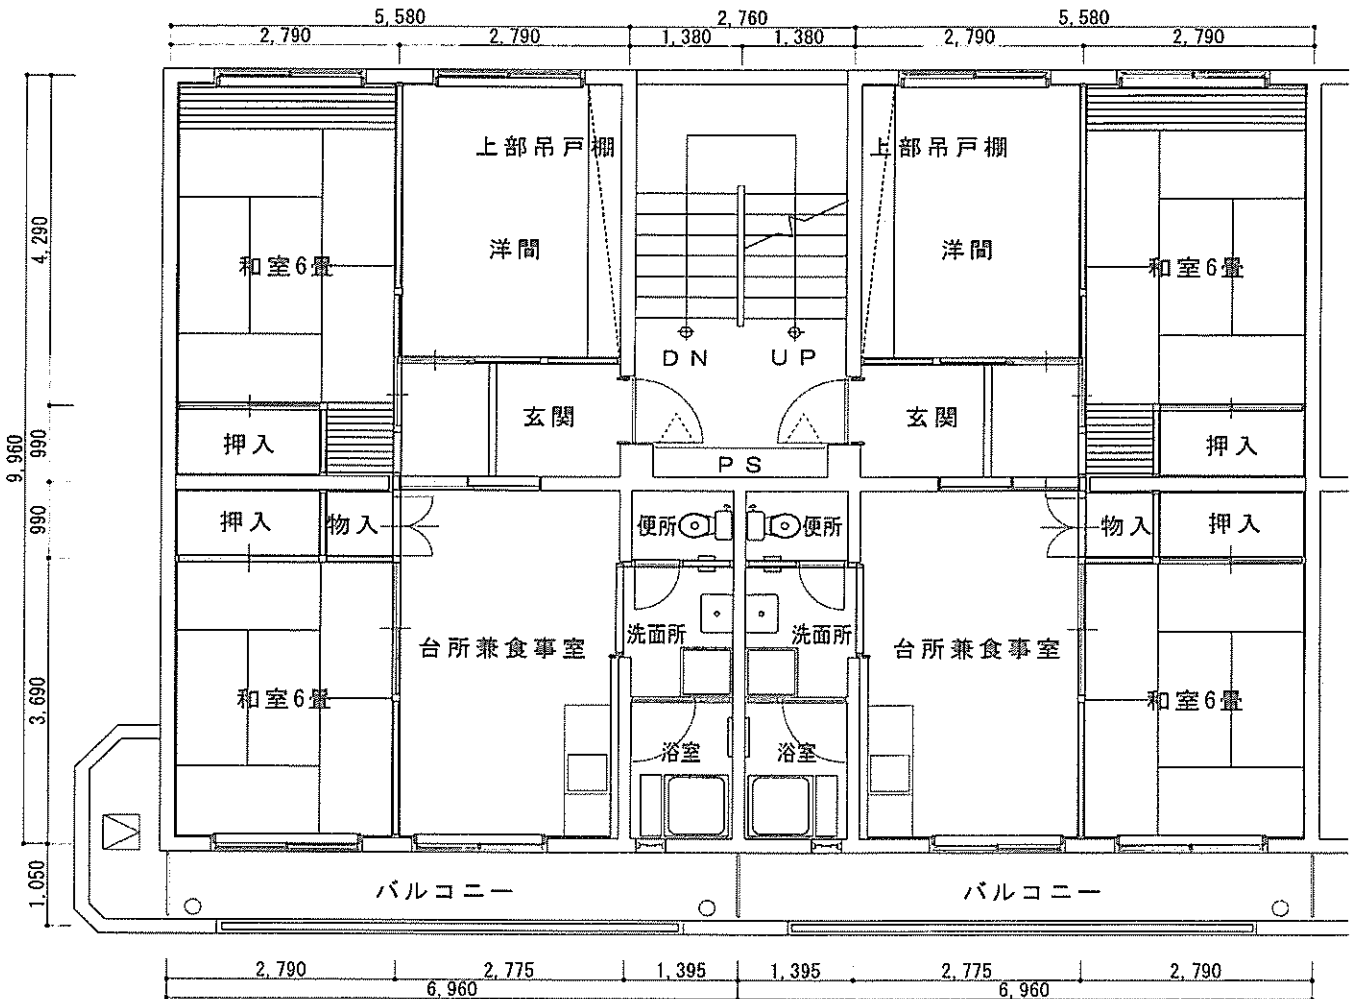 5,580 2,760 5,580
2,790 2,790 1,380 1,380 2,790 2,790
上部吊戸棚 上部吊戸棚
4,290
洋間 洋間
和室6畳 和室6畳
DN UP
玄関 玄関
押入 押入
990
9,960
PS
押入 物入 便所 便所 物入 押入
990
台所兼食事室 洗面所 洗面所 台所兼食事室
3,690
和室6畳 和室6畳
浴室 浴室
1,050
バルコニー バルコニー
2,790 2,775 1,395 1,395 2,775 2,790
6,960 6,960